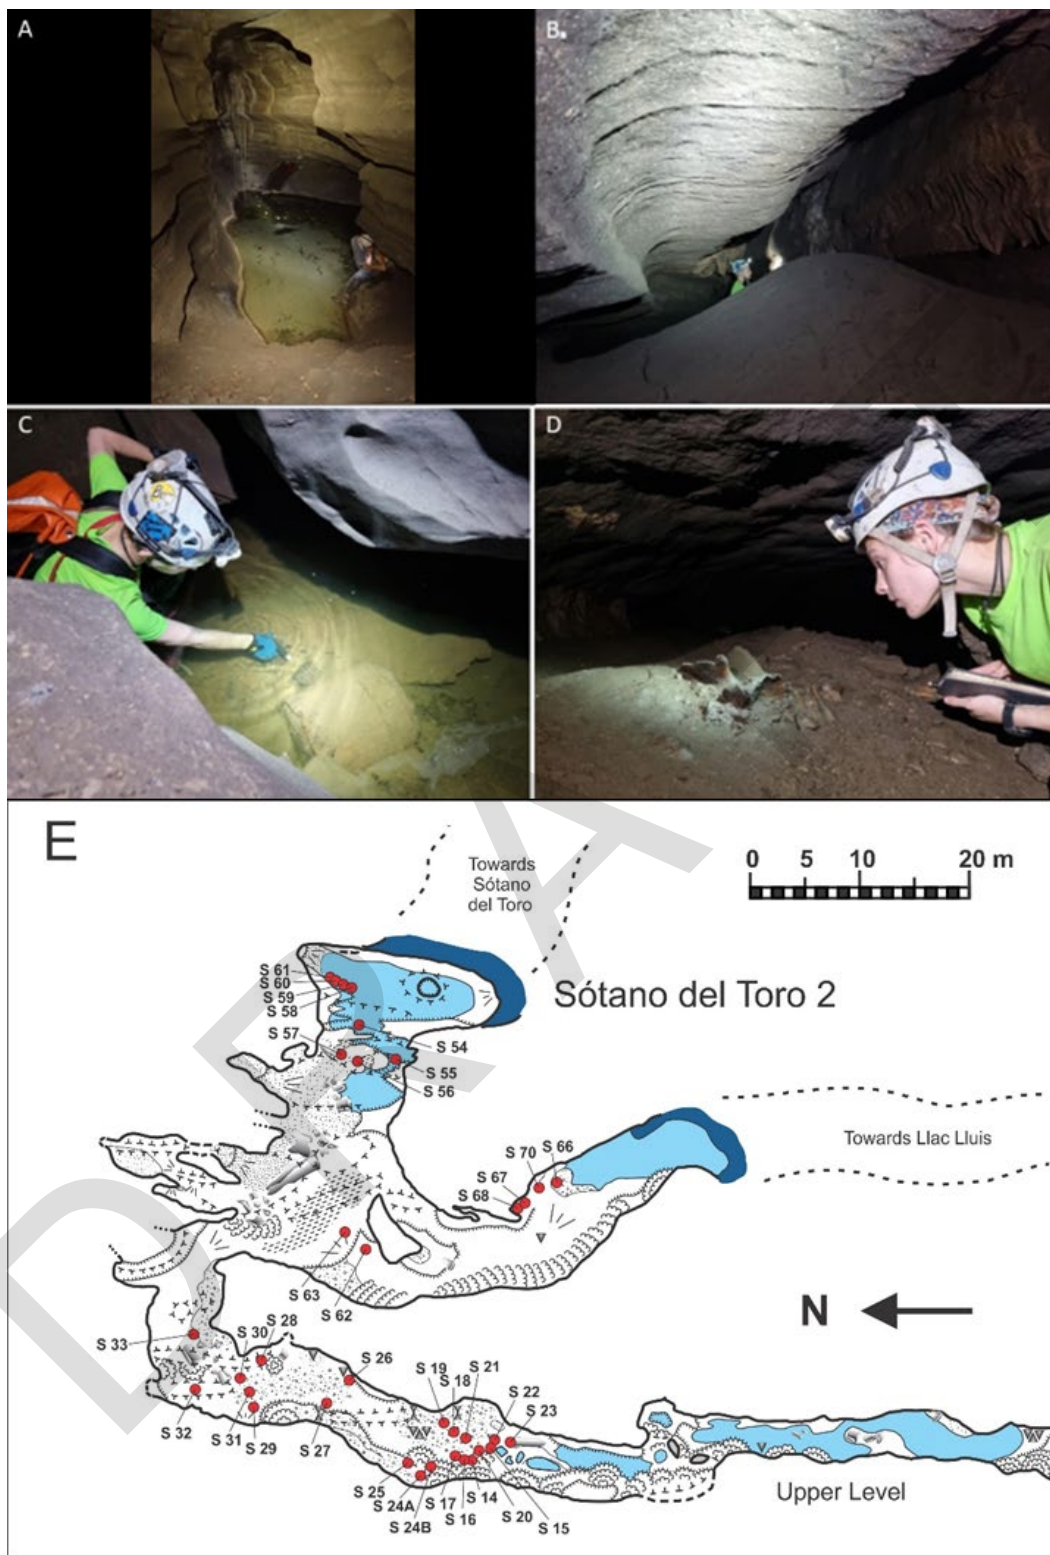 A
B.
C
D
E
0 5 10 20 m
Towards
Sótano
del Toro
S 61
S 60
S 59
S 58
S 57
Sótano del Toro 2
S 54
S 55
S 56
Towards Llac Lluis
S 66
S 70
S 67
S 68
S 63
S 62
N
S 33
S 30
S 28
S 26
S 19
S 18
S 21
S 22
S 23
S 32
S 31
S 29
S 27
S 25
S 24A
S 24B
S 17
S 16
S 14
S 20
S 15
Upper Level
DRA